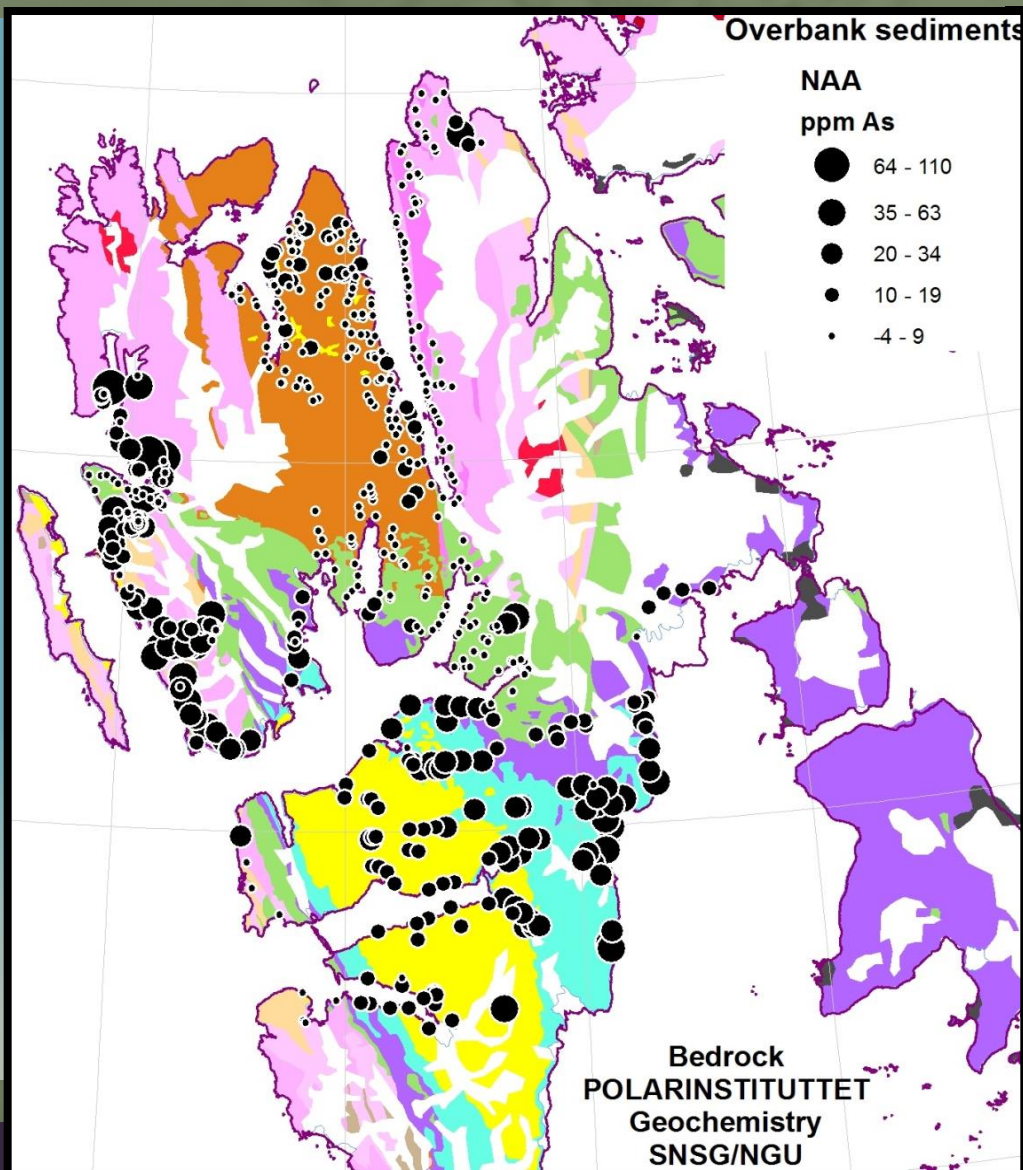 Overbank sediments
NAA
ppm As
64 - 110
35 - 63
20 - 34
10 - 19
-4 - 9
Bedrock
POLARINSTITUTTET
Geochemistry
SNSG/NGU